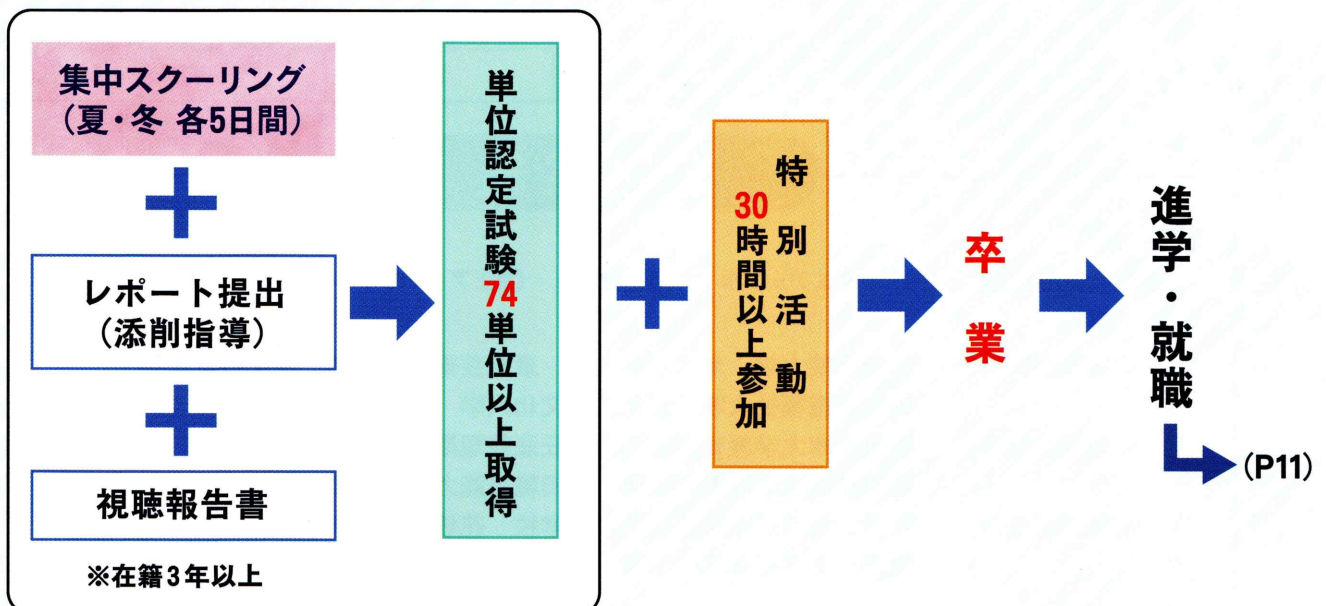 集中スクーリング
（夏・冬 各5日間）
＋
レポート提出
（添削指導）
＋
視聴報告書
※在籍3年以上
単位認定試験74単位以上取得
＋
特別活動
30時間以上参加
卒業
進学・就職
（P11）